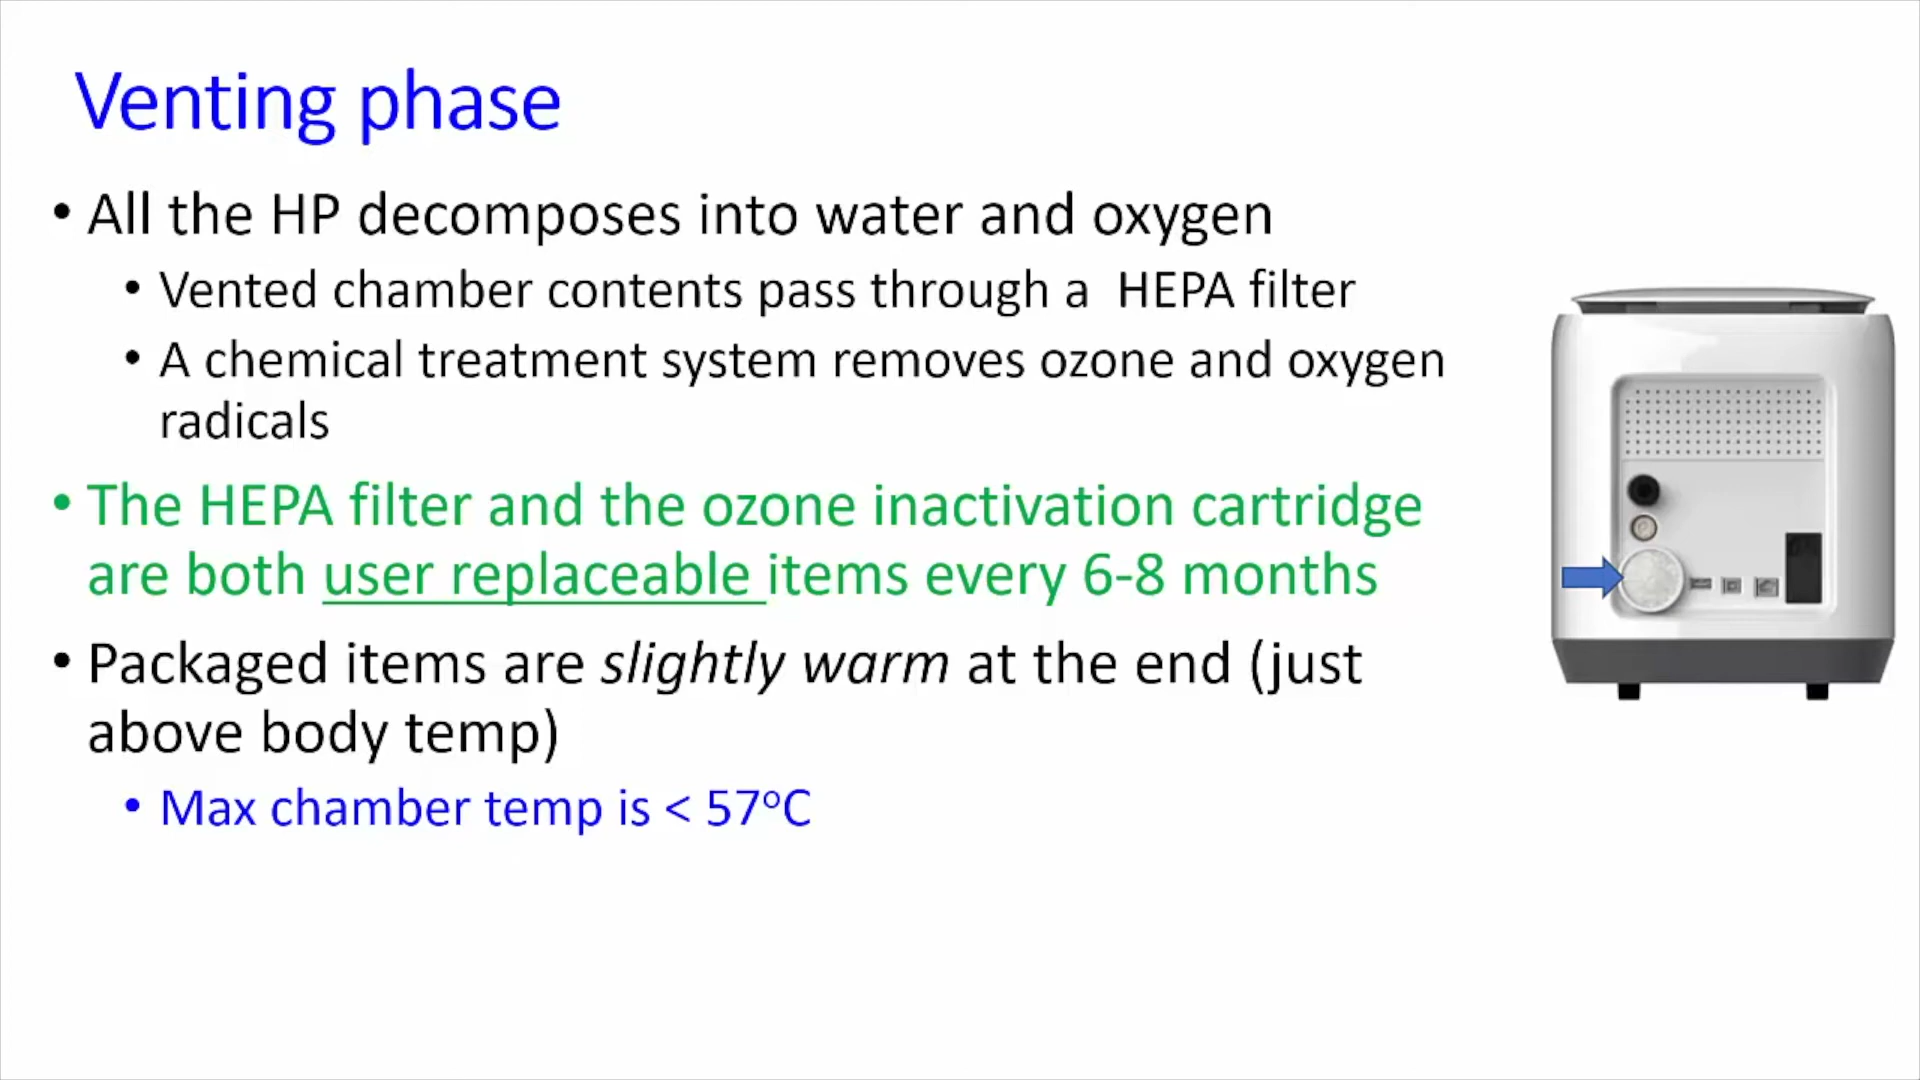 Venting phase
• All the HP decomposes into water and oxygen
• Vented chamber contents pass through a  HEPA filter
• A chemical treatment system removes ozone and oxygen
radicals
• The HEPA filter and the ozone inactivation cartridge
are both user replaceable items every 6-8 months
• Packaged items are slightly warm at the end (just
above body temp)
• Max chamber temp is < 57°C